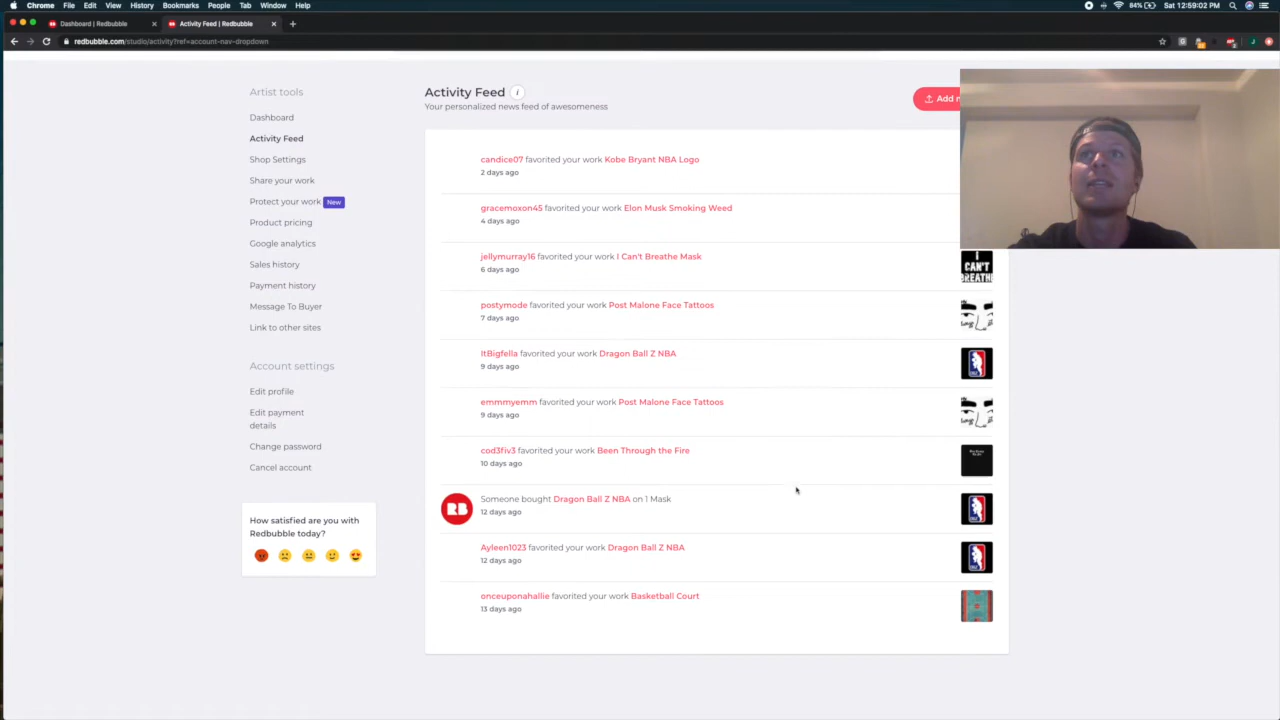 Chrome File Edit View History Bookmarks People Tab Window Help
84% Sat 12:59:02 PM
Dashboard | Redbubble
Activity Feed | Redbubble
redbubble.com/studio/activity?ref=account-nav-dropdown
J
Artist tools
Dashboard
Activity Feed
Shop Settings
Share your work
Protect your work New
Product pricing
Google analytics
Sales history
Payment history
Message To Buyer
Link to other sites
Account settings
Edit profile
Edit payment
details
Change password
Cancel account
How satisfied are you with
Redbubble today?
Activity Feed i
Your personalized news feed of awesomeness
Add
candice07 favorited your work Kobe Bryant NBA Logo
2 days ago
gracemoxon45 favorited your work Elon Musk Smoking Weed
4 days ago
jellymurray16 favorited your work I Can't Breathe Mask
6 days ago
I
CAN'T
BREATHE
postymode favorited your work Post Malone Face Tattoos
7 days ago
ItBigfella favorited your work Dragon Ball Z NBA
9 days ago
emmmyemm favorited your work Post Malone Face Tattoos
9 days ago
cod3fiv3 favorited your work Been Through the Fire
10 days ago
RB
Someone bought Dragon Ball Z NBA on 1 Mask
12 days ago
Ayleen1023 favorited your work Dragon Ball Z NBA
12 days ago
onceuponahallie favorited your work Basketball Court
13 days ago